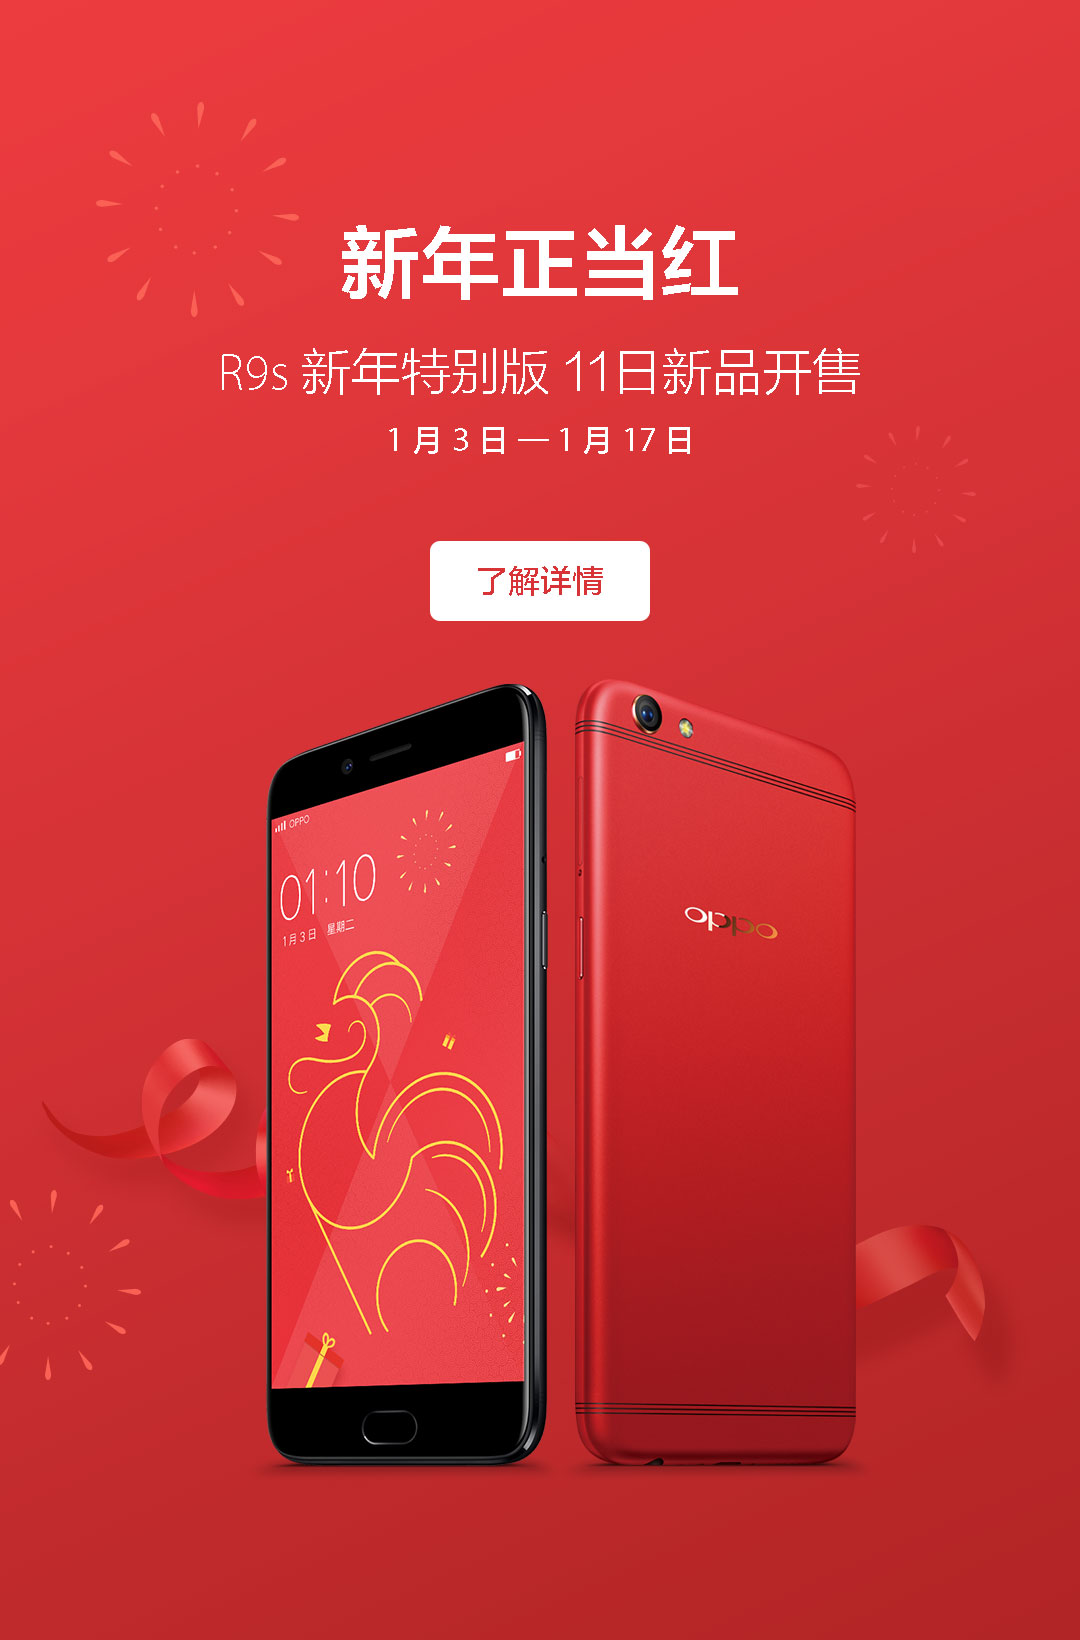 新年正当红
R9s 新年特别版 11日新品开售
1 月 3 日 — 1 月 17 日
了解详情
OPPO
01:10
1月3日 星期二
oppo